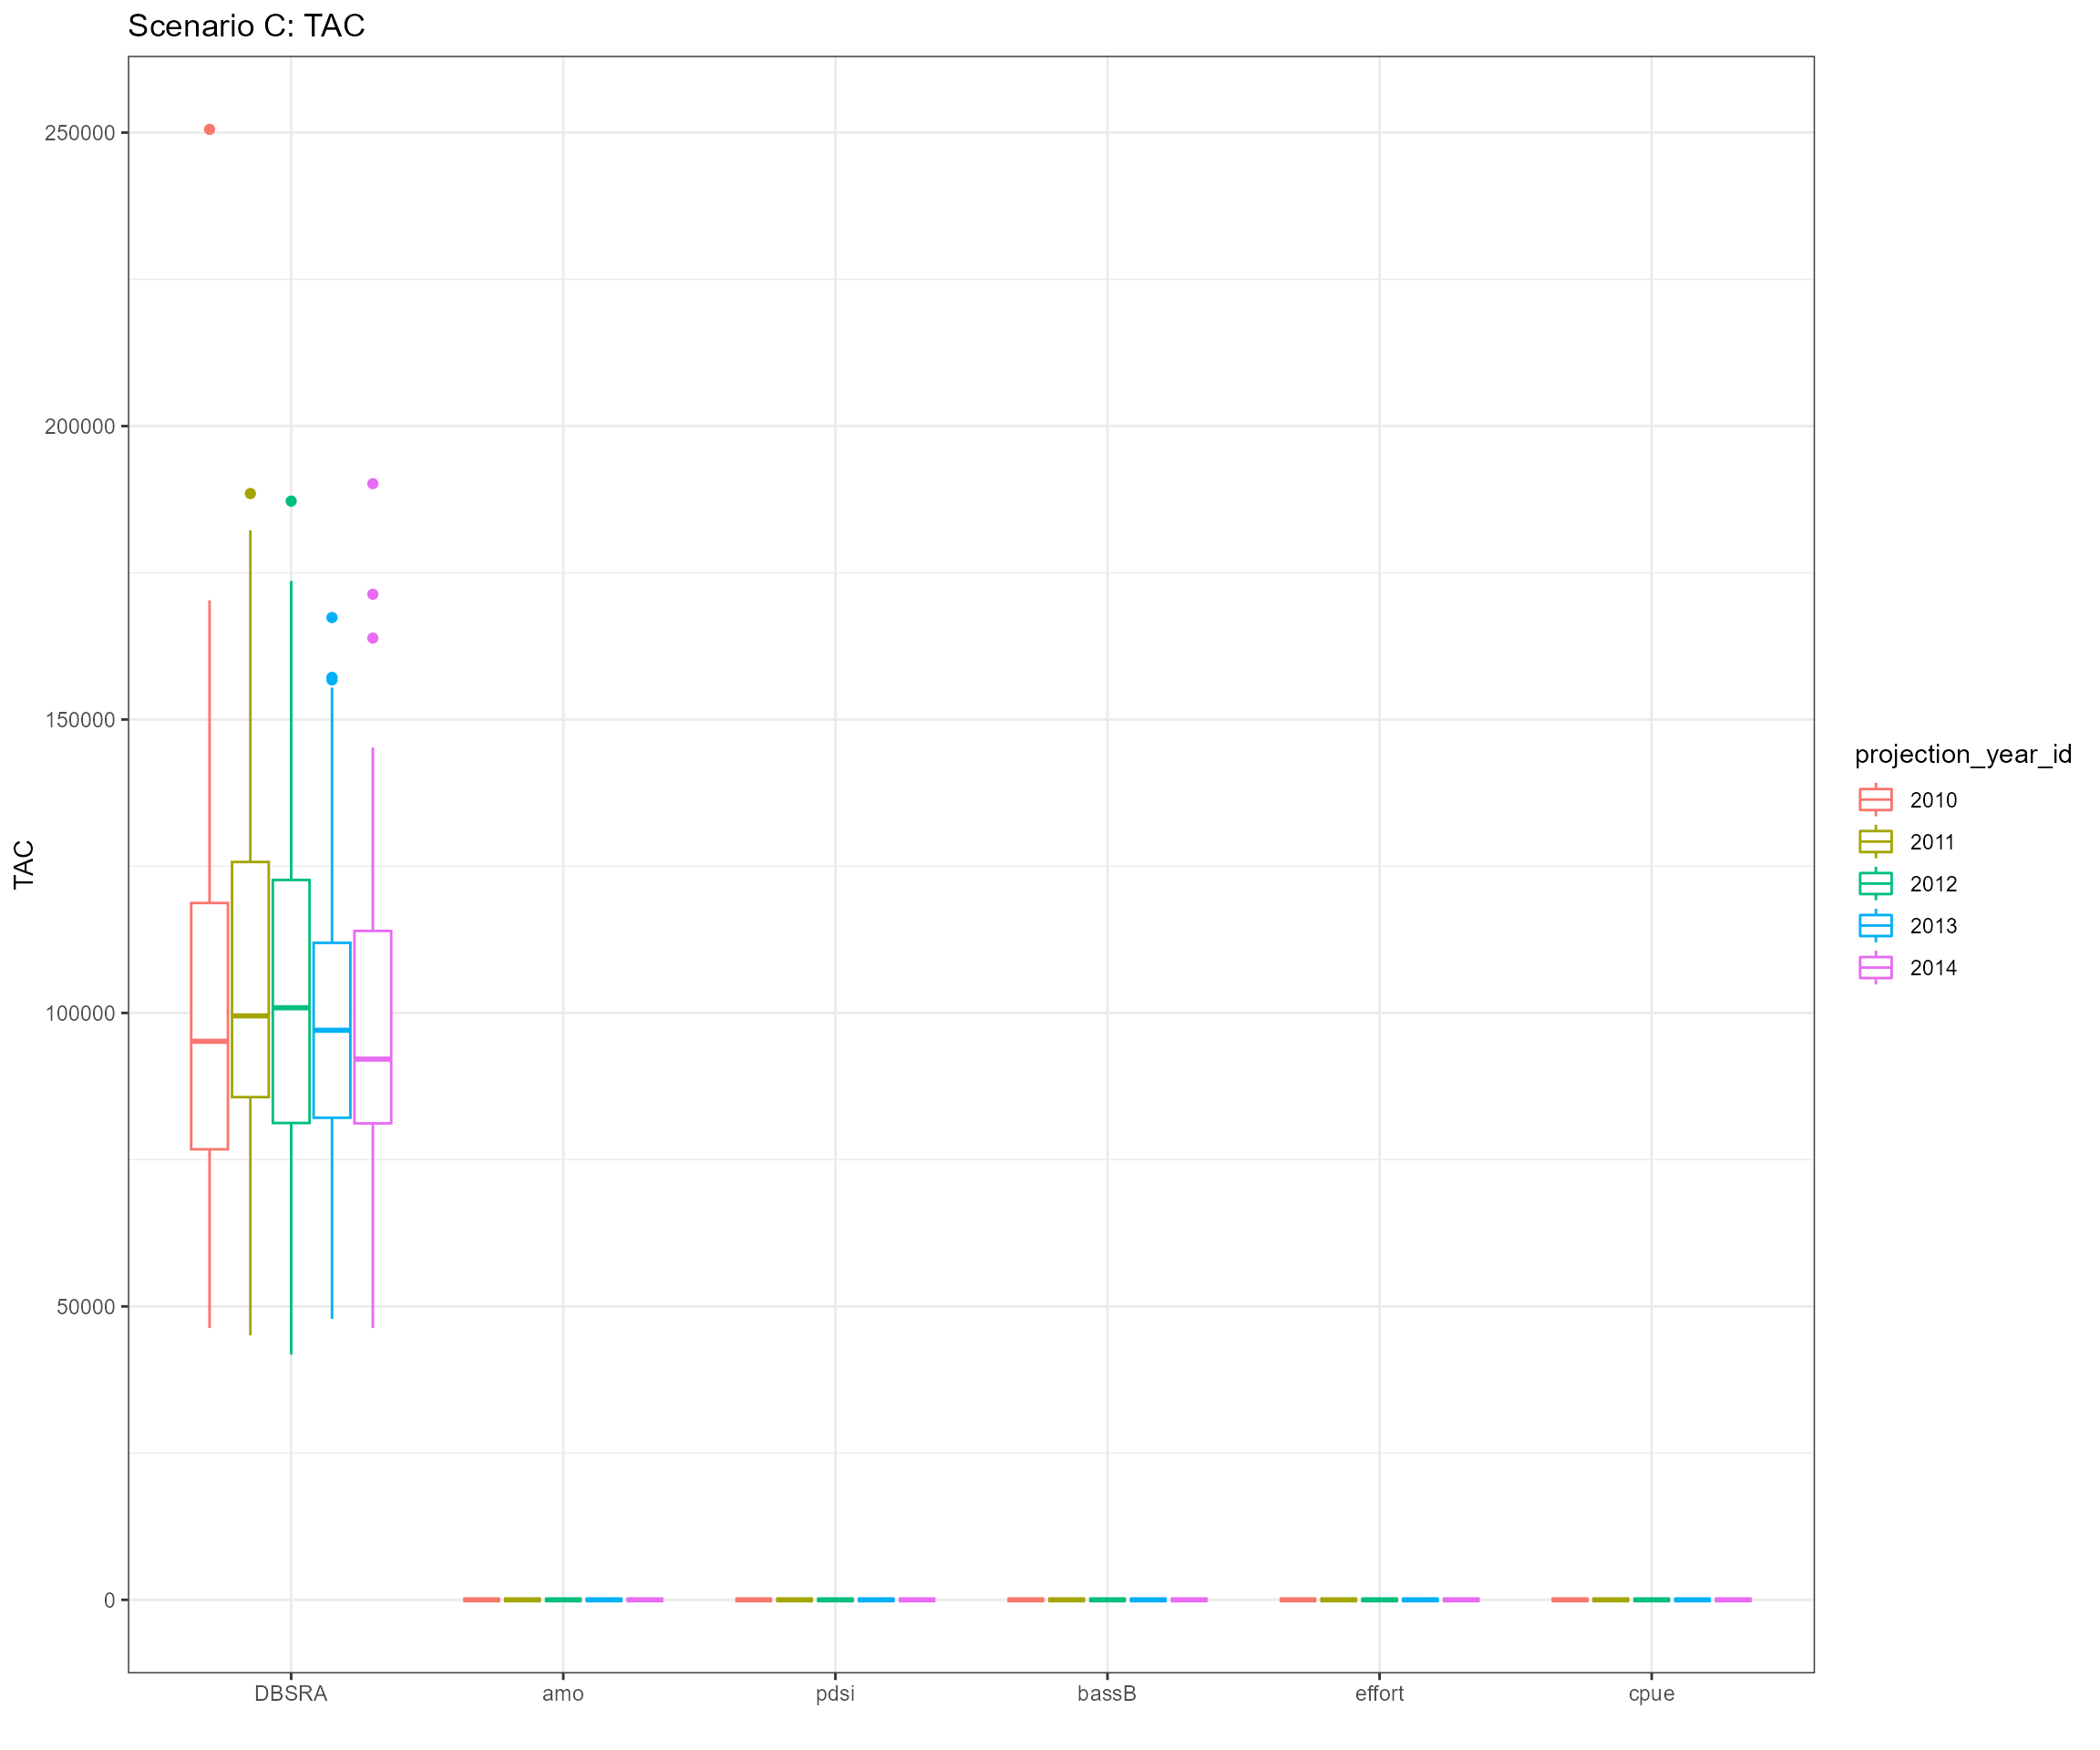 Scenario C: TAC
250000
200000
150000
100000
50000
0
TAC
DBSRA amo pdsi bassB effort cpue
projection_year_id
2010
2011
2012
2013
2014